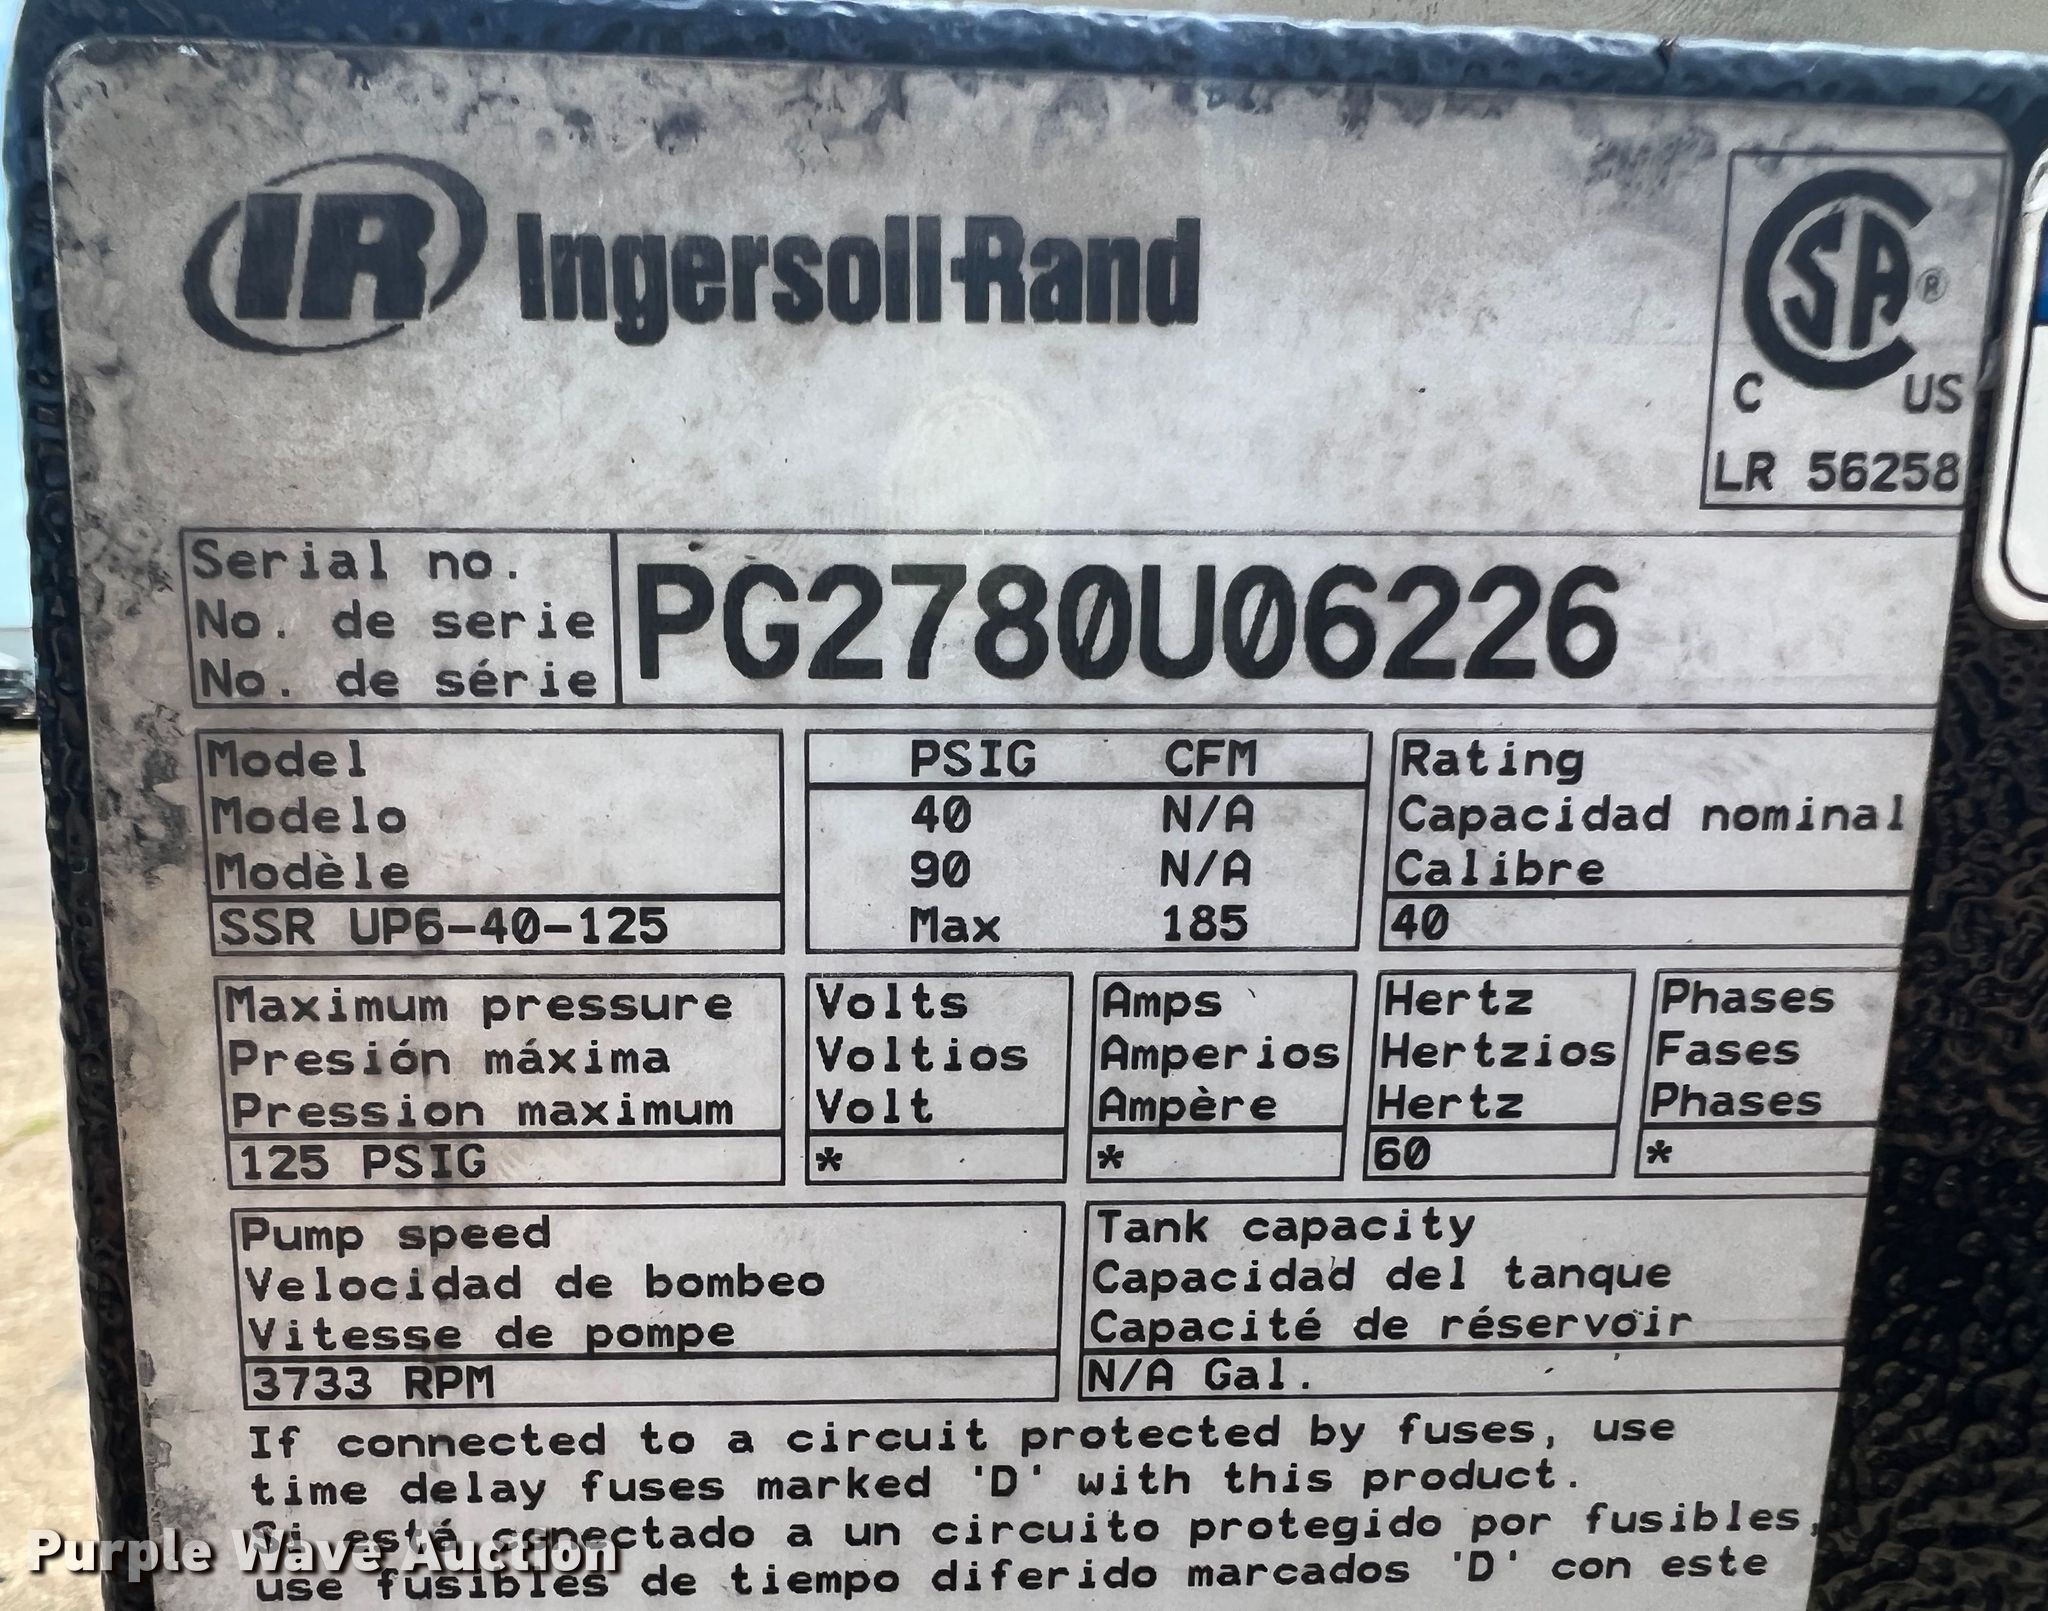 IR Ingersoll-Rand
CSA®
C US
LR 56258
Serial no.
No. de serie
No. de série
PG2780U06226
Model
Modelo
Modèle
SSR UP6-40-125
PSIG CFM
40 N/A
90 N/A
Max 185
Rating
Capacidad nominal
Calibre
40
Maximum pressure
Presión máxima
Pression maximum
125 PSIG
Volts
Voltios
Volt
*
Amps
Amperios
Ampère
*
Hertz
Hertzios
Hertz
60
Phases
Fases
Phases
*
Pump speed
Velocidad de bombeo
Vitesse de pompe
3733 RPM
Tank capacity
Capacidad del tanque
Capacité de réservoir
N/A Gal.
If connected to a circuit protected by fuses, use
time delay fuses marked 'D' with this product.
Si está conectado a un circuito protegido por fusibles,
use fusibles de tiempo diferido marcados 'D' con este
Purple Wave Auction